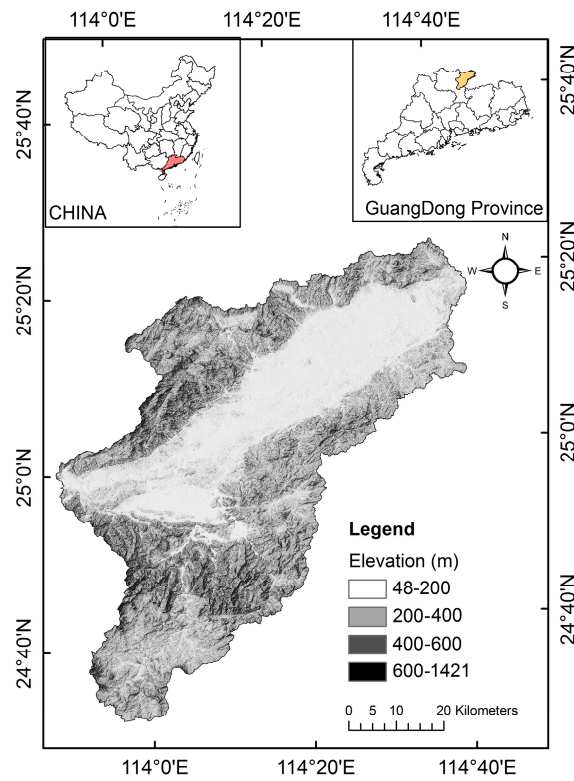 114°0'E 114°20'E 114°40'E
25°40'N
25°40'N
CHINA
GuangDong Province
N
W E
S
25°20'N
25°20'N
25°0'N
25°0'N
Legend
Elevation (m)
48-200
200-400
400-600
600-1421
24°40'N
24°40'N
0 5 10 20 Kilometers
114°0'E 114°20'E 114°40'E